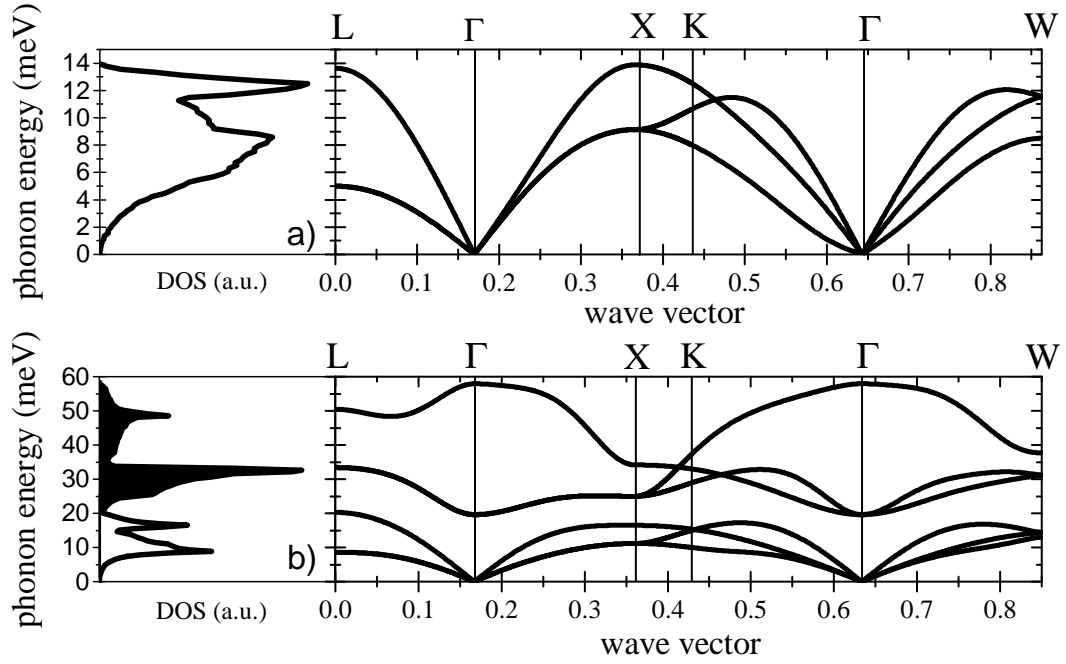 L Γ X K Γ W
phonon energy (meV)
14
12
10
8
6
4
2
0
a)
DOS (a.u.)
0.0 0.1 0.2 0.3 0.4 0.5 0.6 0.7 0.8
wave vector
L Γ X K Γ W
phonon energy (meV)
60
50
40
30
20
10
0
b)
DOS (a.u.)
0.0 0.1 0.2 0.3 0.4 0.5 0.6 0.7 0.8
wave vector